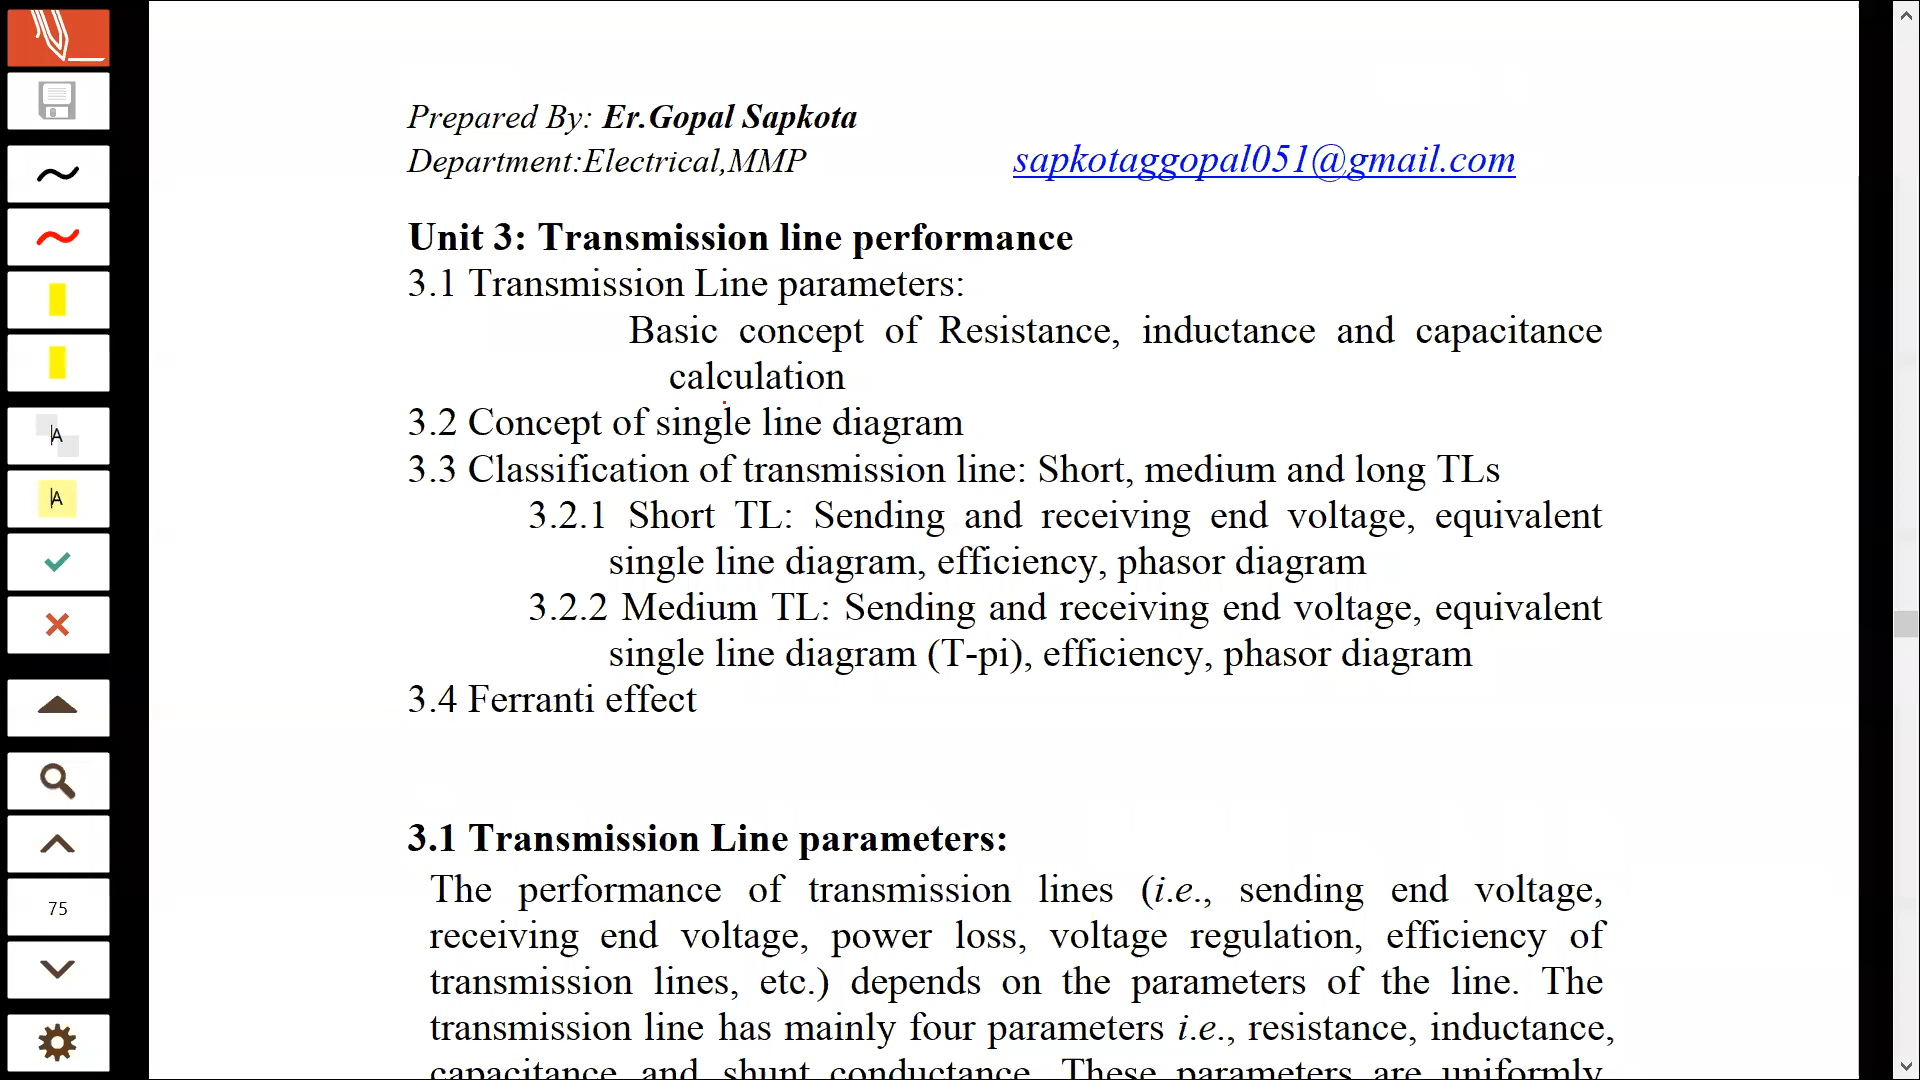 Prepared By: Er.Gopal Sapkota
Department:Electrical,MMP sapkotaggopal051@gmail.com
Unit 3: Transmission line performance
3.1 Transmission Line parameters:
Basic concept of Resistance, inductance and capacitance
calculation
3.2 Concept of single line diagram
3.3 Classification of transmission line: Short, medium and long TLs
3.2.1 Short TL: Sending and receiving end voltage, equivalent
single line diagram, efficiency, phasor diagram
3.2.2 Medium TL: Sending and receiving end voltage, equivalent
single line diagram (T-pi), efficiency, phasor diagram
3.4 Ferranti effect
3.1 Transmission Line parameters:
The performance of transmission lines (i.e., sending end voltage,
receiving end voltage, power loss, voltage regulation, efficiency of
transmission lines, etc.) depends on the parameters of the line. The
transmission line has mainly four parameters i.e., resistance, inductance,
capacitance and shunt conductance. These parameters are uniformly
A
A
75